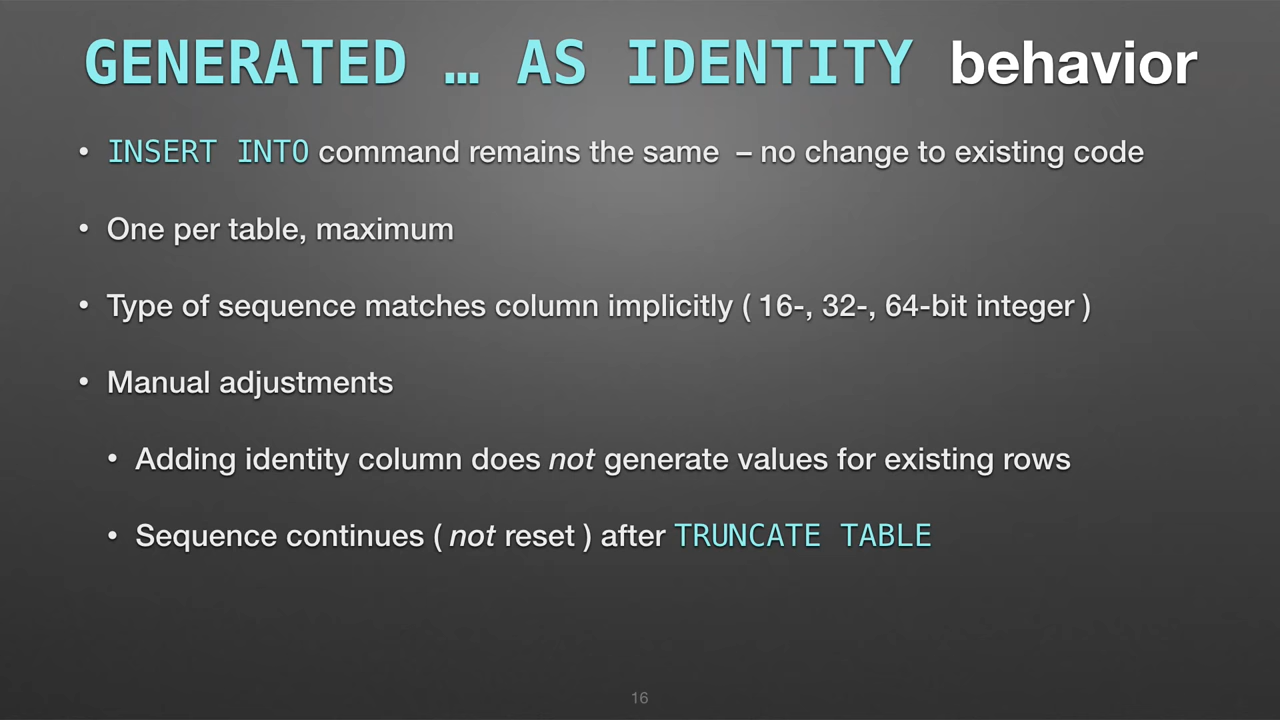 GENERATED … AS IDENTITY behavior
• INSERT INTO command remains the same – no change to existing code
• One per table, maximum
• Type of sequence matches column implicitly ( 16-, 32-, 64-bit integer )
• Manual adjustments
• Adding identity column does not generate values for existing rows
• Sequence continues ( not reset ) after TRUNCATE TABLE
16